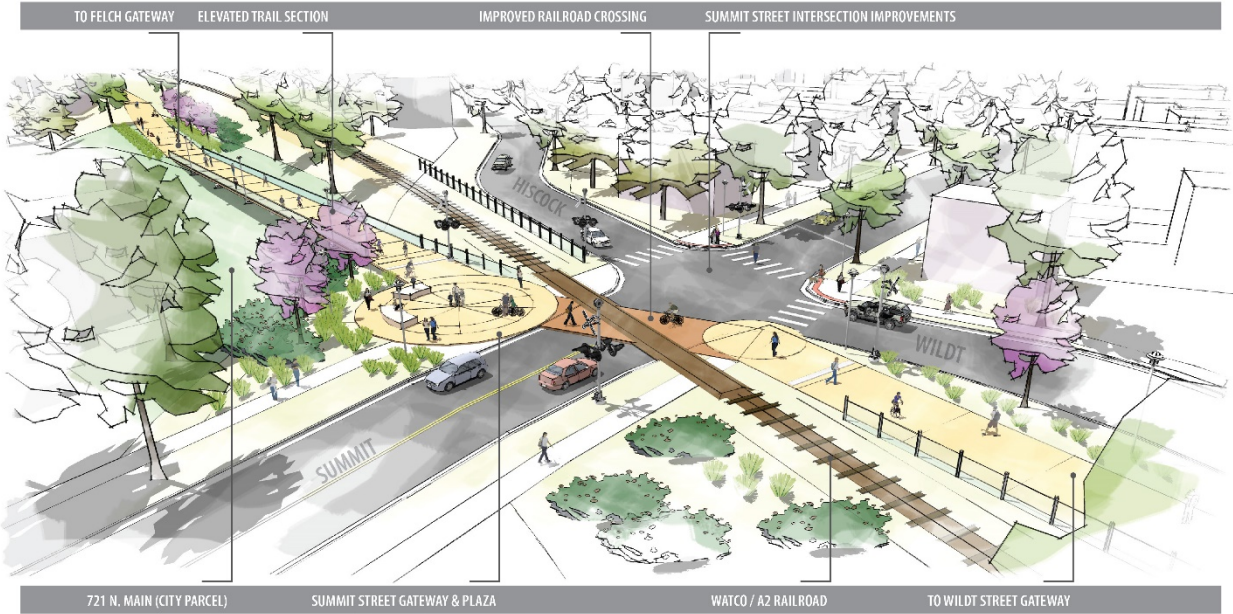 TO FELCH GATEWAY
ELEVATED TRAIL SECTION
IMPROVED RAILROAD CROSSING
SUMMIT STREET INTERSECTION IMPROVEMENTS
HISCOCK
WILDT
SUMMIT
721 N. MAIN (CITY PARCEL)
SUMMIT STREET GATEWAY & PLAZA
WATCO / A2 RAILROAD
TO WILDT STREET GATEWAY